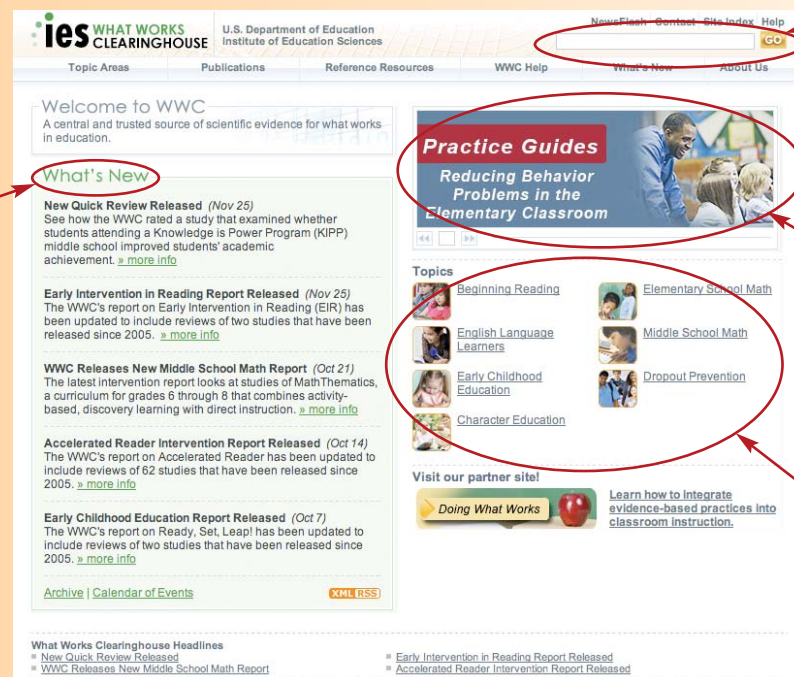 ies WHAT WORKS CLEARINGHOUSE
U.S. Department of Education
Institute of Education Sciences
NewsFlash Contact Site Index Help
GO
Topic Areas Publications Reference Resources WWC Help What's New About Us
Welcome to WWC
A central and trusted source of scientific evidence for what works
in education.
What's New
New Quick Review Released (Nov 25)
See how the WWC rated a study that examined whether
students attending a Knowledge is Power Program (KIPP)
middle school improved students' academic
achievement. » more info
Early Intervention in Reading Report Released (Nov 25)
The WWC's report on Early Intervention in Reading (EIR) has
been updated to include reviews of two studies that have been
released since 2005. » more info
WWC Releases New Middle School Math Report (Oct 21)
The latest intervention report looks at studies of MathThematics,
a curriculum for grades 6 through 8 that combines activity-
based, discovery learning with direct instruction. » more info
Accelerated Reader Intervention Report Released (Oct 14)
The WWC's report on Accelerated Reader has been updated to
include reviews of 62 studies that have been released since
2005. » more info
Early Childhood Education Report Released (Oct 7)
The WWC's report on Ready, Set, Leap! has been updated to
include reviews of two studies that have been released since
2005. » more info
Archive | Calendar of Events
XML RSS
Practice Guides
Reducing Behavior
Problems in the
Elementary Classroom
Topics
Beginning Reading
Elementary School Math
English Language
Learners
Middle School Math
Early Childhood
Education
Dropout Prevention
Character Education
Visit our partner site!
Doing What Works
Learn how to integrate
evidence-based practices into
classroom instruction.
What Works Clearinghouse Headlines
New Quick Review Released
Early Intervention in Reading Report Released
WWC Releases New Middle School Math Report
Accelerated Reader Intervention Report Released